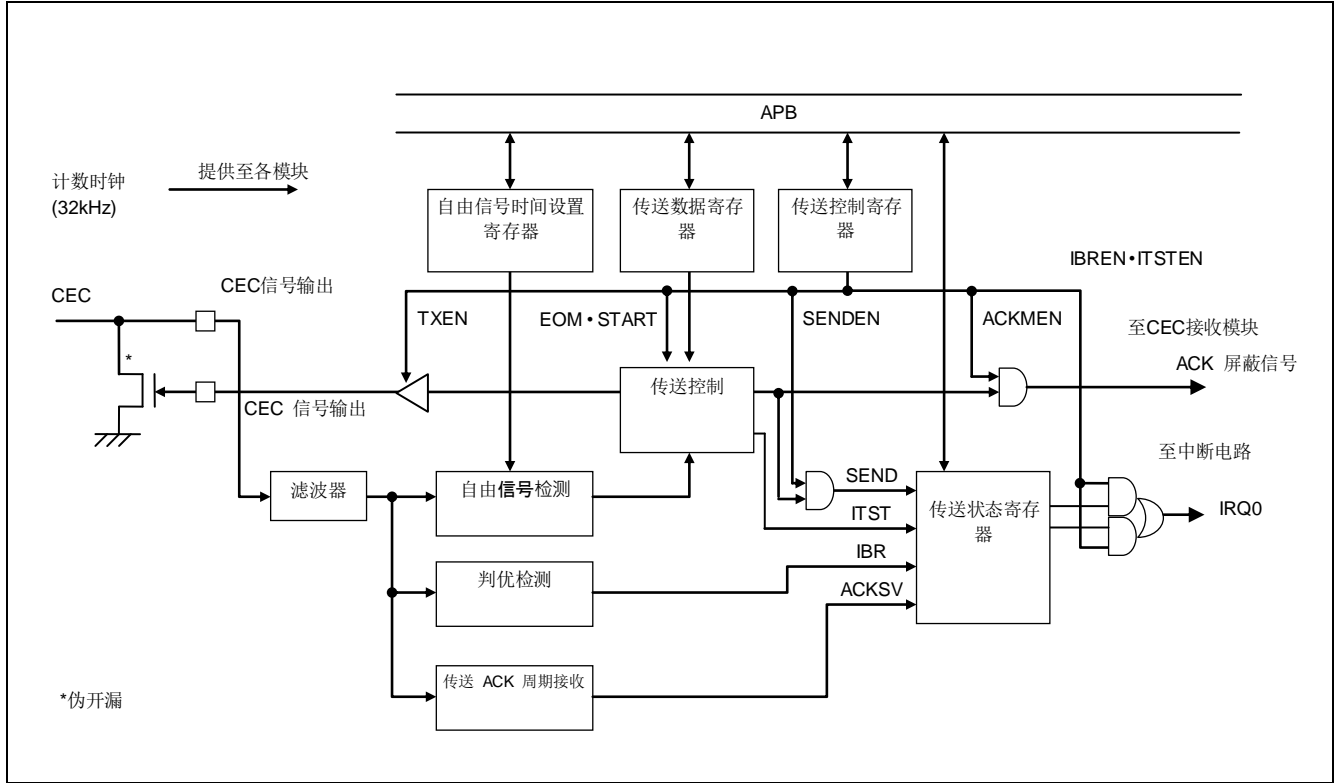 APB
计数时钟
(32kHz)
提供至各模块
自由信号时间设置
寄存器
传送数据寄存
器
传送控制寄存
器
IBREN•ITSTEN
CEC
CEC信号输出
TXEN
EOM•START
SENDEN
ACKMEN
至CEC接收模块
ACK 屏蔽信号
*
CEC 信号输出
传送控制
至中断电路
滤波器
自由信号检测
SEND
ITST
传送状态寄存
器
IRQ0
IBR
判优检测
ACKSV
传送 ACK 周期接收
*伪开漏